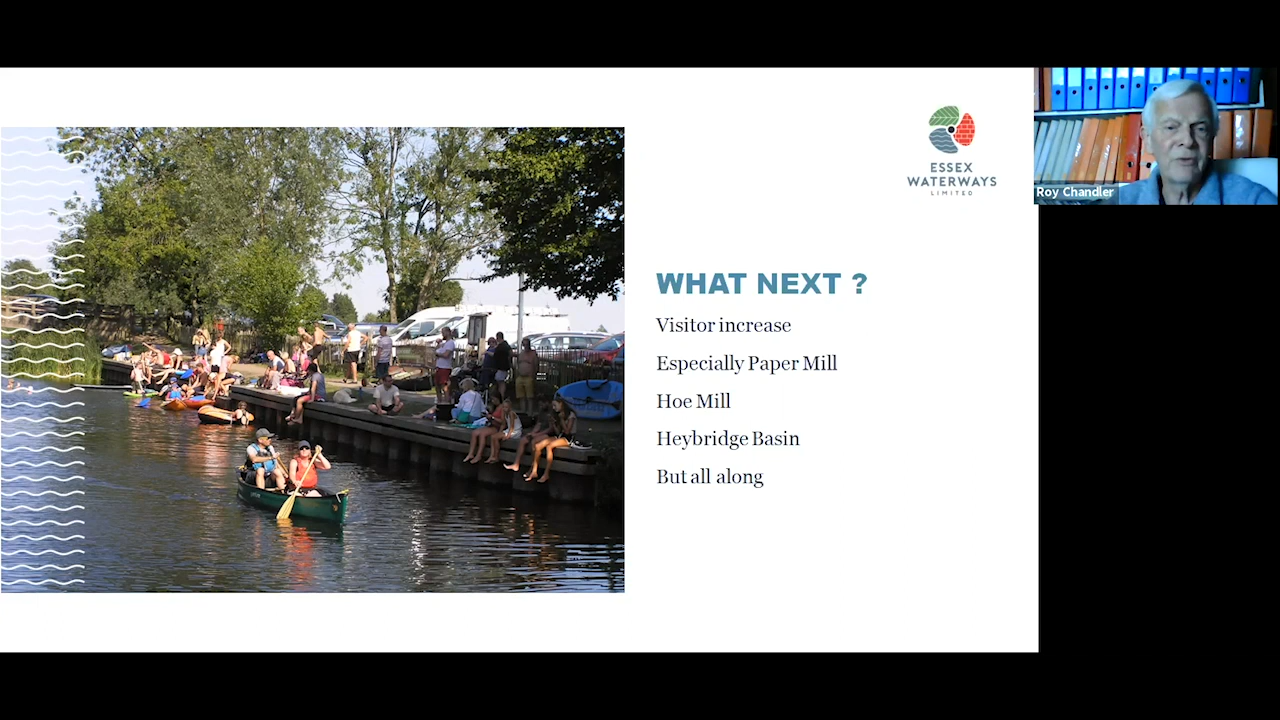 ESSEX
WATERWAYS
LIMITED
Roy Chandler
WHAT NEXT ?
Visitor increase
Especially Paper Mill
Hoe Mill
Heybridge Basin
But all along